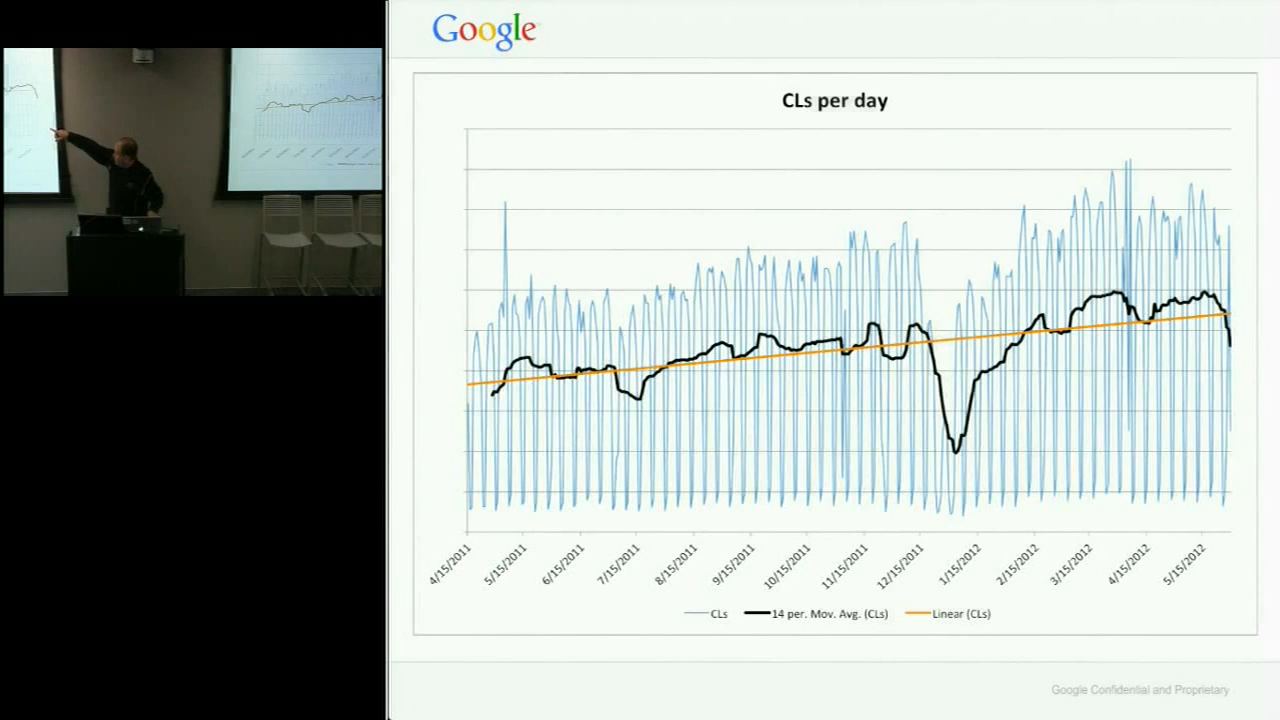 Google
CLs per day
4/15/2011
5/15/2011
6/15/2011
7/15/2011
8/15/2011
9/15/2011
10/15/2011
11/15/2011
12/15/2011
1/15/2012
2/15/2012
3/15/2012
4/15/2012
5/15/2012
CLs
14 per. Mov. Avg. (CLs)
Linear (CLs)
Google Confidential and Proprietary